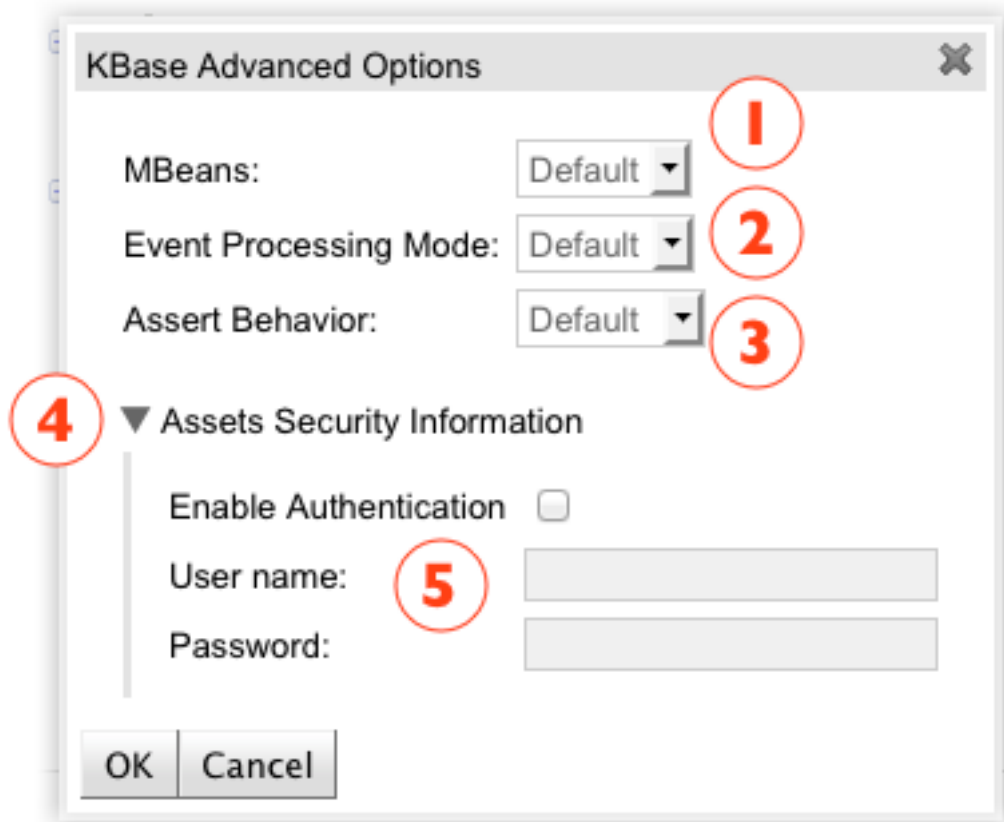 KBase Advanced Options
1
MBeans: Default
2
Event Processing Mode: Default
3
Assert Behavior: Default
4
Assets Security Information
Enable Authentication
5
User name:
Password:
OK Cancel